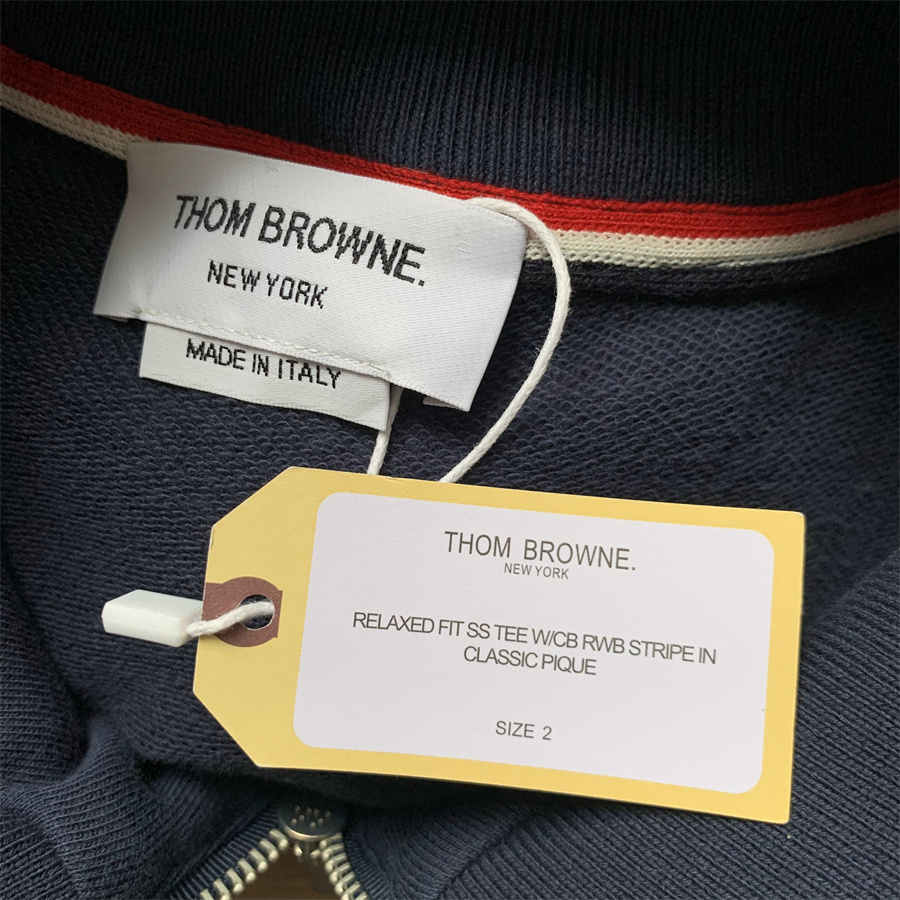 THOM BROWNE.
NEW YORK
MADE IN ITALY
THOM BROWNE.
NEW YORK
RELAXED FIT SS TEE W/CB RWB STRIPE IN
CLASSIC PIQUE
SIZE 2